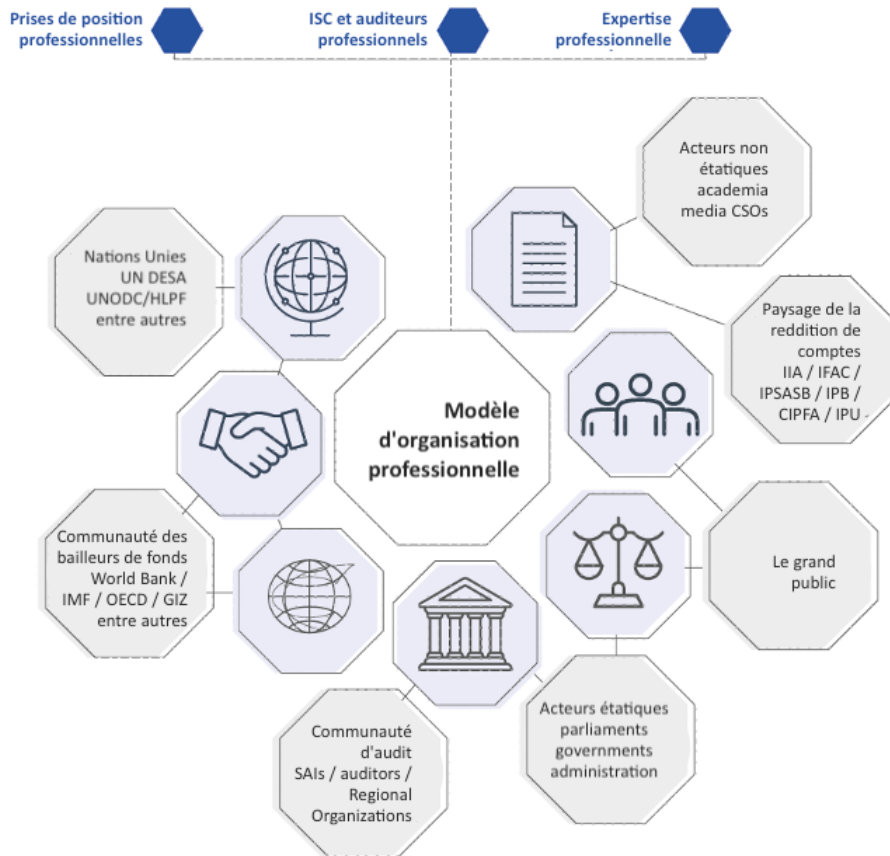 Prises de position
professionnelles
ISC et auditeurs
professionnels
Expertise
professionnelle
Acteurs non
étatiques
academia
media CSOs
Nations Unies
UN DESA
UNODC/HLPF
entre autres
Paysage de la
reddition de
comptes
IIA / IFAC /
IPSASB / IPB /
CIPFA / IPU
Modèle
d'organisation
professionnelle
Communauté des
bailleurs de fonds
World Bank /
IMF / OECD / GIZ
entre autres
Le grand
public
Communauté
d'audit
SAIs / auditors /
Regional
Organizations
Acteurs étatiques
parliaments
governments
administration